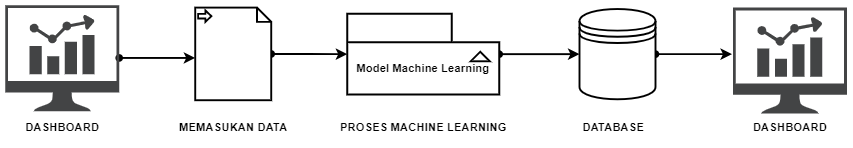 Model Machine Learning
DASHBOARD
MEMASUKAN DATA
PROSES MACHINE LEARNING
DATABASE
DASHBOARD